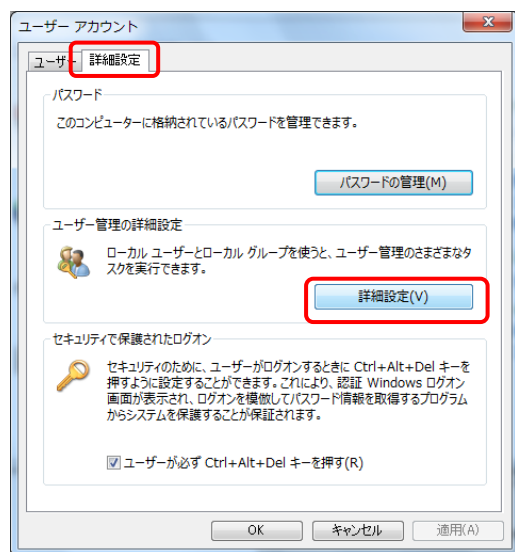 ユーザー アカウント
ユーザー 詳細設定
パスワード
このコンピューターに格納されているパスワードを管理できます。
パスワードの管理(M)
ユーザー管理の詳細設定
ローカル ユーザーとローカル グループを使うと、ユーザー管理のさまざまなタ
スクを実行できます。
詳細設定(V)
セキュリティで保護されたログオン
セキュリティのために、ユーザーがログオンするときに Ctrl+Alt+Del キーを
押すように設定することができます。これにより、認証 Windows ログオン
画面が表示され、ログオンを模倣してパスワード情報を取得するプログラム
からシステムを保護することが保証されます。
ユーザーが必ず Ctrl+Alt+Del キーを押す(R)
OK キャンセル 適用(A)